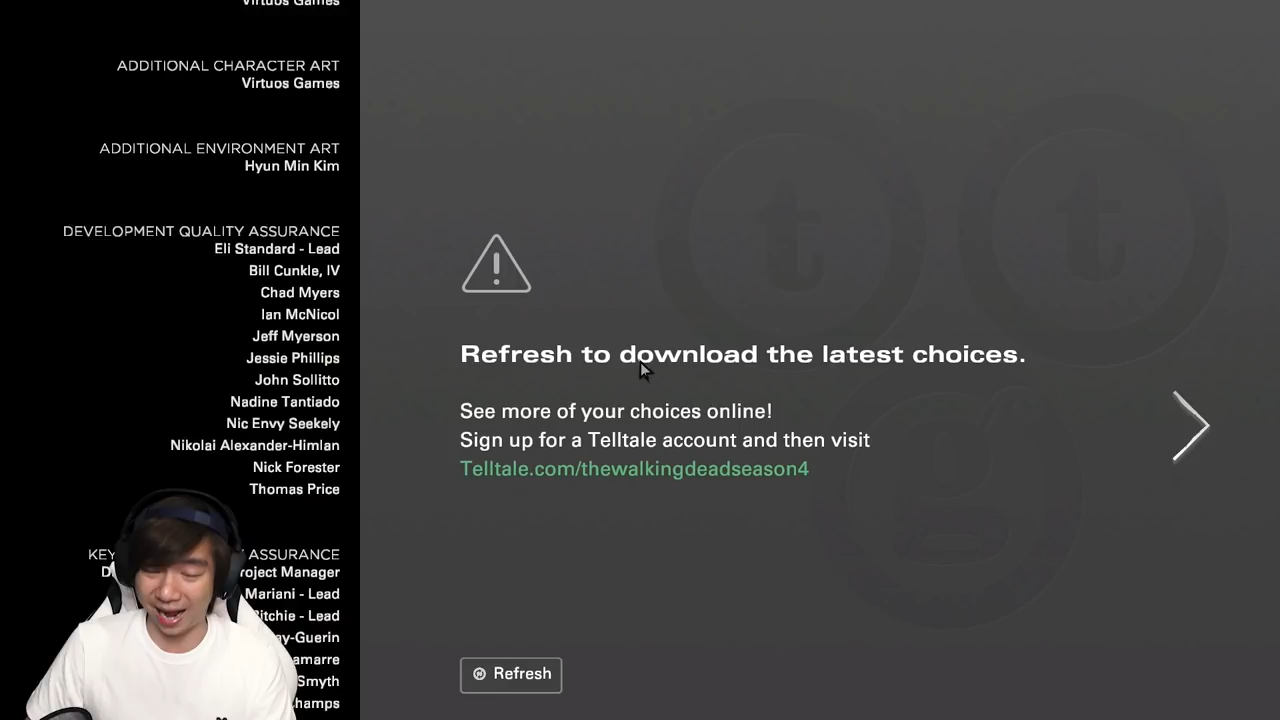 Virtuos Games
ADDITIONAL CHARACTER ART
Virtuos Games
ADDITIONAL ENVIRONMENT ART
Hyun Min Kim
DEVELOPMENT QUALITY ASSURANCE
Eli Standard - Lead
Bill Cunkle, IV
Chad Myers
Ian McNicol
Jeff Myerson
Jessie Phillips
John Sollitto
Nadine Tantiado
Nic Envy Seekely
Nikolai Alexander-Himlan
Nick Forester
Thomas Price
ASSURANCE
Manager
Mariani - Lead
- Lead
Smyth
Refresh to download the latest choices.
See more of your choices online!
Sign up for a Telltale account and then visit
Telltale.com/thewalkingdeadseason4
Refresh
t
t
g